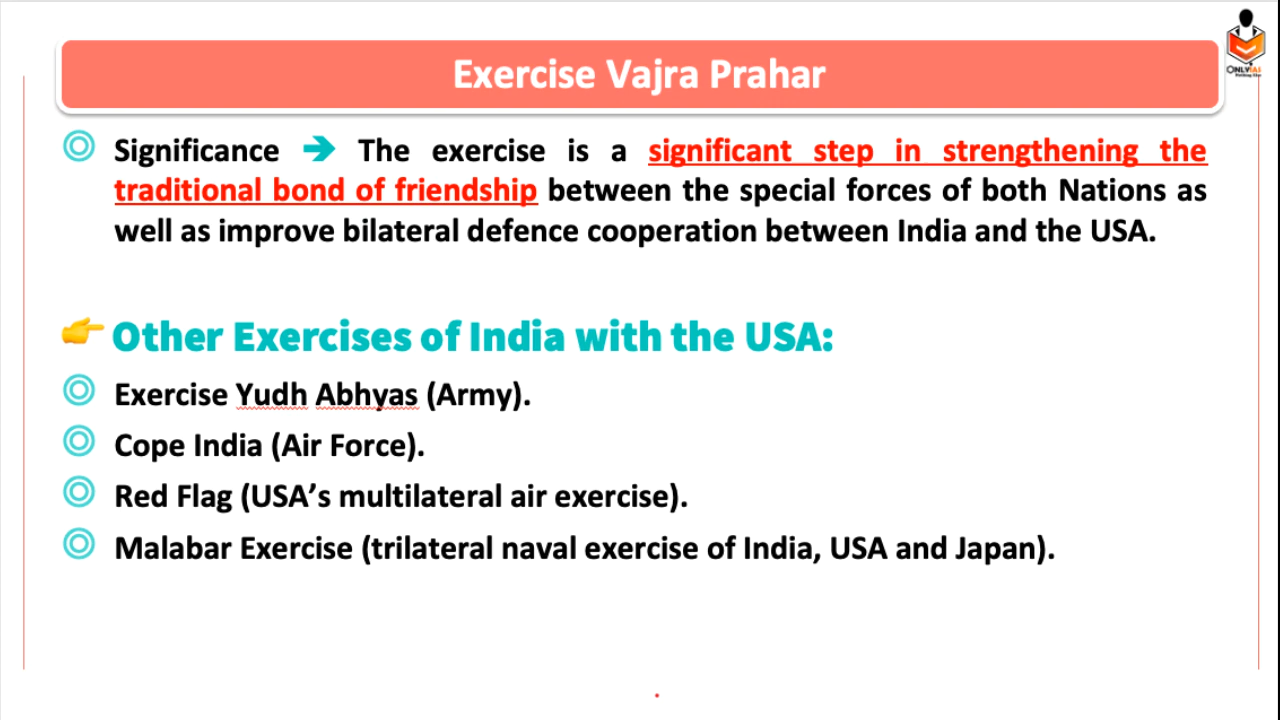 Exercise Vajra Prahar
ONLYIAS
Significance ➔ The exercise is a significant step in strengthening the
traditional bond of friendship between the special forces of both Nations as
well as improve bilateral defence cooperation between India and the USA.
👉 Other Exercises of India with the USA:
Exercise Yudh Abhyas (Army).
Cope India (Air Force).
Red Flag (USA’s multilateral air exercise).
Malabar Exercise (trilateral naval exercise of India, USA and Japan).